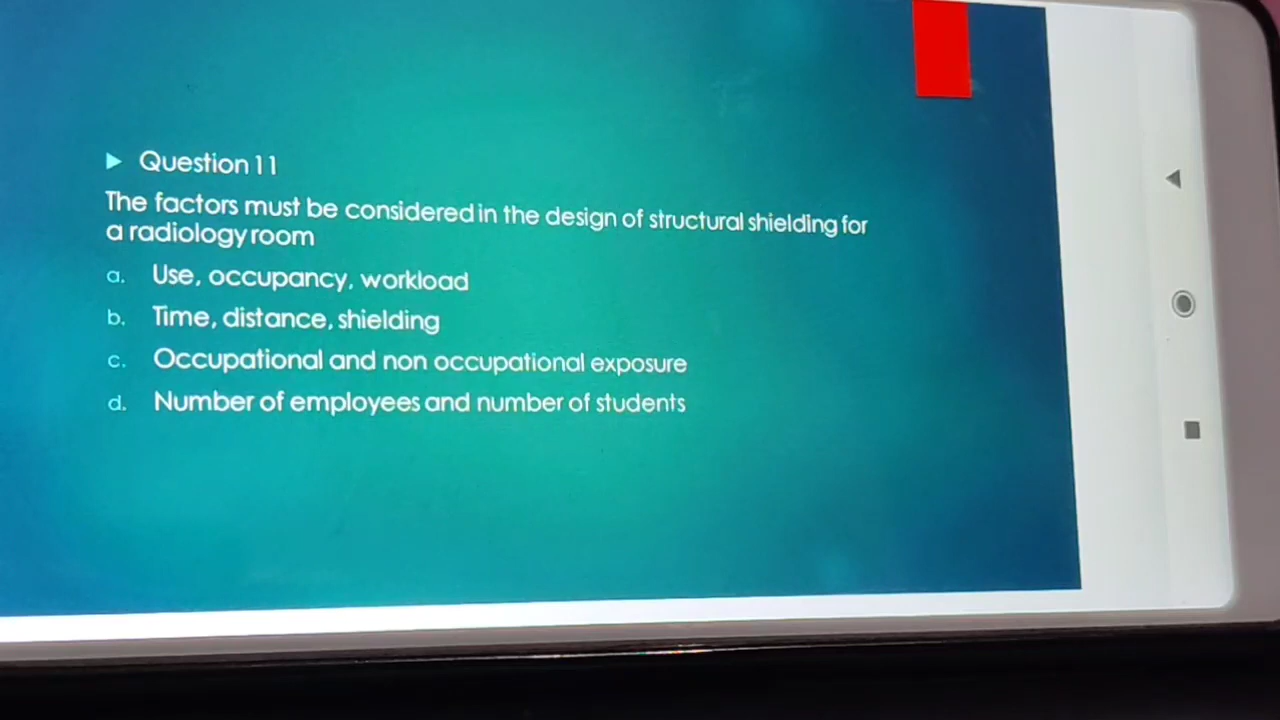 Question 11
The factors must be considered in the design of structural shielding for
a radiology room
a. Use, occupancy, workload
b. Time, distance, shielding
c. Occupational and non occupational exposure
d. Number of employees and number of students